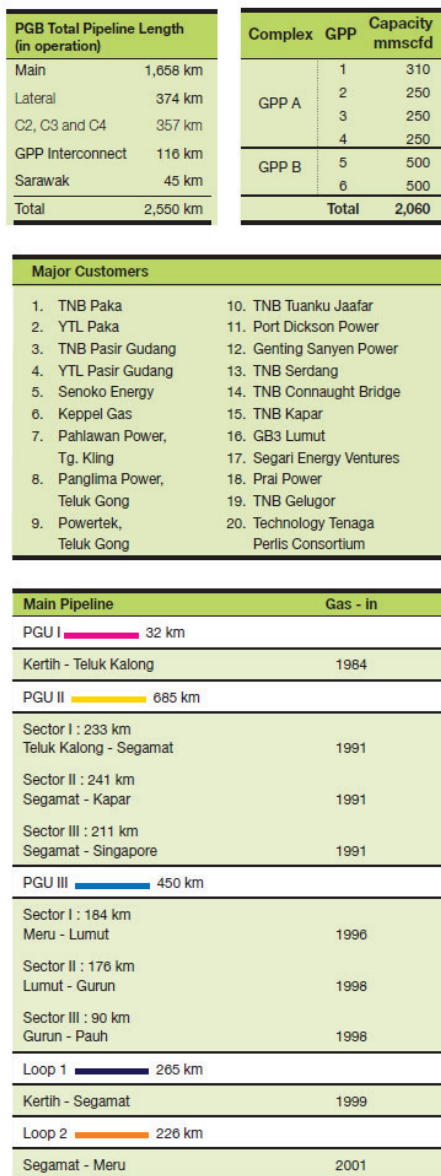 PGB Total Pipeline Length
(in operation)
Main 1,658 km
Lateral 374 km
C2, C3 and C4 357 km
GPP Interconnect 116 km
Sarawak 45 km
Total 2,550 km
Complex GPP Capacity
mmscfd
1 310
GPP A 2 250
3 250
4 250
GPP B 5 500
6 500
Total 2,060
Major Customers
1. TNB Paka
2. YTL Paka
3. TNB Pasir Gudang
4. YTL Pasir Gudang
5. Senoko Energy
6. Keppel Gas
7. Pahlawan Power,
Tg. Kling
8. Panglima Power,
Teluk Gong
9. Powertek,
Teluk Gong
10. TNB Tuanku Jaafar
11. Port Dickson Power
12. Genting Sanyen Power
13. TNB Serdang
14. TNB Connaught Bridge
15. TNB Kapar
16. GB3 Lumut
17. Segari Energy Ventures
18. Prai Power
19. TNB Gelugor
20. Technology Tenaga
Perlis Consortium
Main Pipeline Gas - in
PGU I 32 km
Kertih - Teluk Kalong 1984
PGU II 685 km
Sector I : 233 km
Teluk Kalong - Segamat 1991
Sector II : 241 km
Segamat - Kapar 1991
Sector III : 211 km
Segamat - Singapore 1991
PGU III 450 km
Sector I : 184 km
Meru - Lumut 1996
Sector II : 176 km
Lumut - Gurun 1998
Sector III : 90 km
Gurun - Pauh 1998
Loop 1 265 km
Kertih - Segamat 1999
Loop 2 226 km
Segamat - Meru 2001